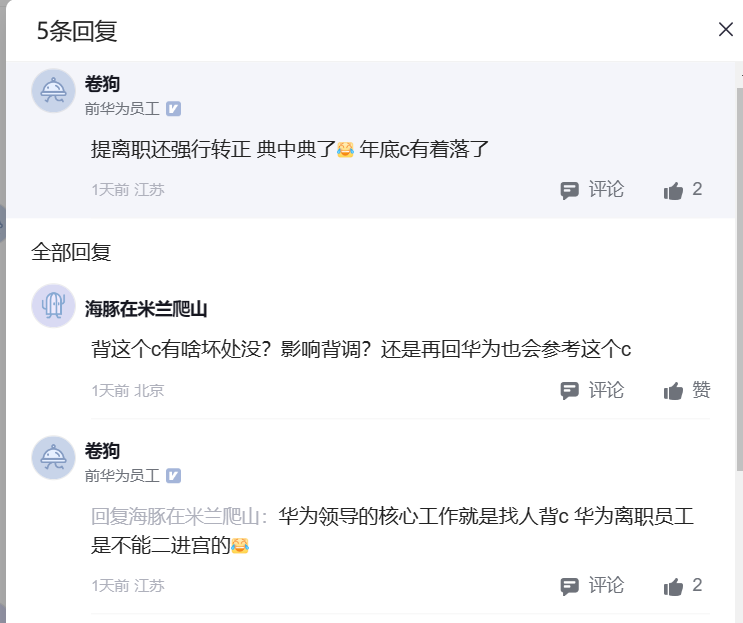 5条回复
卷狗
前华为员工
提离职还强行转正 典中典了😂 年底c有着落了
1天前 江苏 评论 2
全部回复
海豚在米兰爬山
背这个c有啥坏处没？影响背调？还是再回华为也会参考这个c
1天前 北京 评论 赞
卷狗
前华为员工
回复海豚在米兰爬山：华为领导的核心工作就是找人背c 华为离职员工
是不能二进宫的😂
1天前 江苏 评论 2